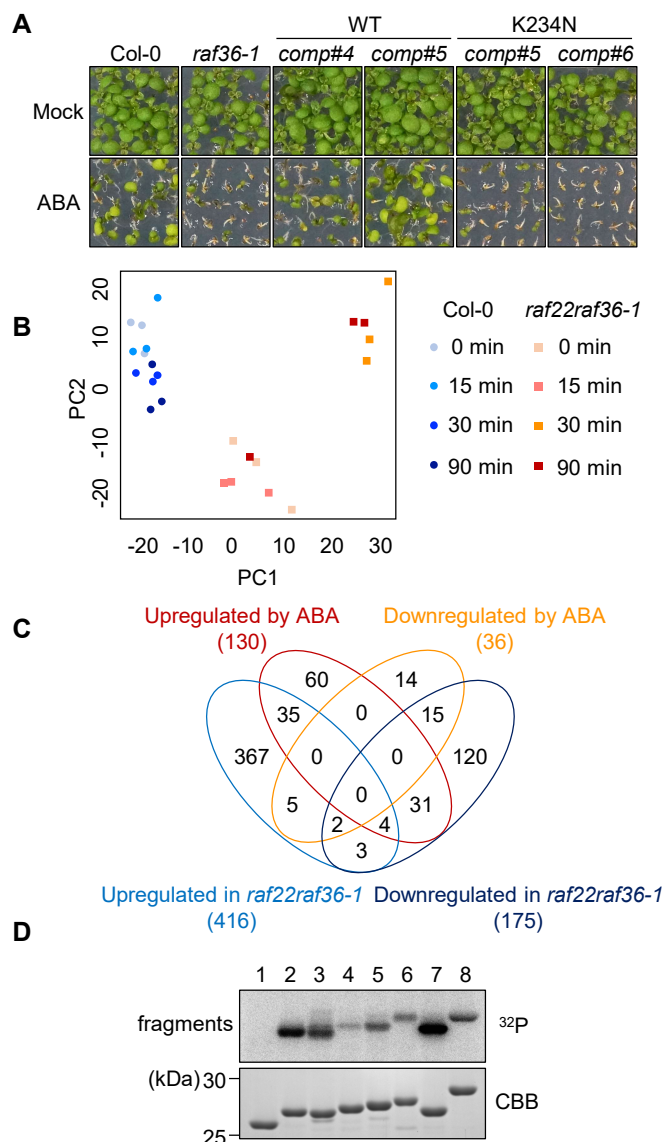 A
WT K234N
Col-0 raf36-1 comp#4 comp#5 comp#5 comp#6
Mock
ABA
B
20
10
0
-10
-20
PC2
-20 -10 0 10 20 30
PC1
Col-0 raf22raf36-1
0 min 0 min
15 min 15 min
30 min 30 min
90 min 90 min
C
Upregulated by ABA Downregulated by ABA
(130) (36)
60 14
35 0 15
367 0 0 120
0
5 31
2 4
3
Upregulated in raf22raf36-1 Downregulated in raf22raf36-1
(416) (175)
D
1 2 3 4 5 6 7 8
fragments 32P
(kDa) 30
CBB
25